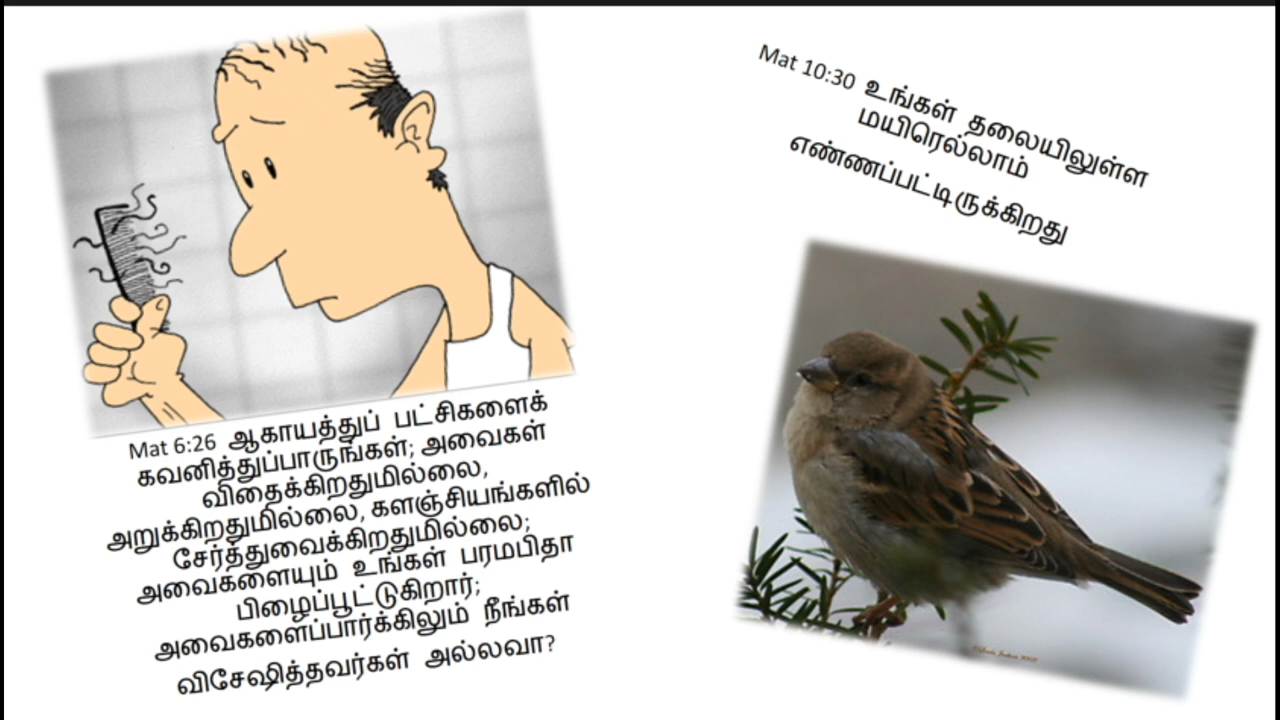 Mat 6:26 ஆகாயத்துப் பட்சிகளைக்
கவனித்துப்பாருங்கள்; அவைகள்
விதைக்கிறதுமில்லை,
அறுக்கிறதுமில்லை, களஞ்சியங்களில்
சேர்த்துவைக்கிறதுமில்லை;
அவைகளையும் உங்கள் பரமபிதா
பிழைப்பூட்டுகிறார்;
அவைகளைப்பார்க்கிலும் நீங்கள்
விசேஷித்தவர்கள் அல்லவா?
Mat 10:30 உங்கள் தலையிலுள்ள
மயிரெல்லாம்
எண்ணப்பட்டிருக்கிறது